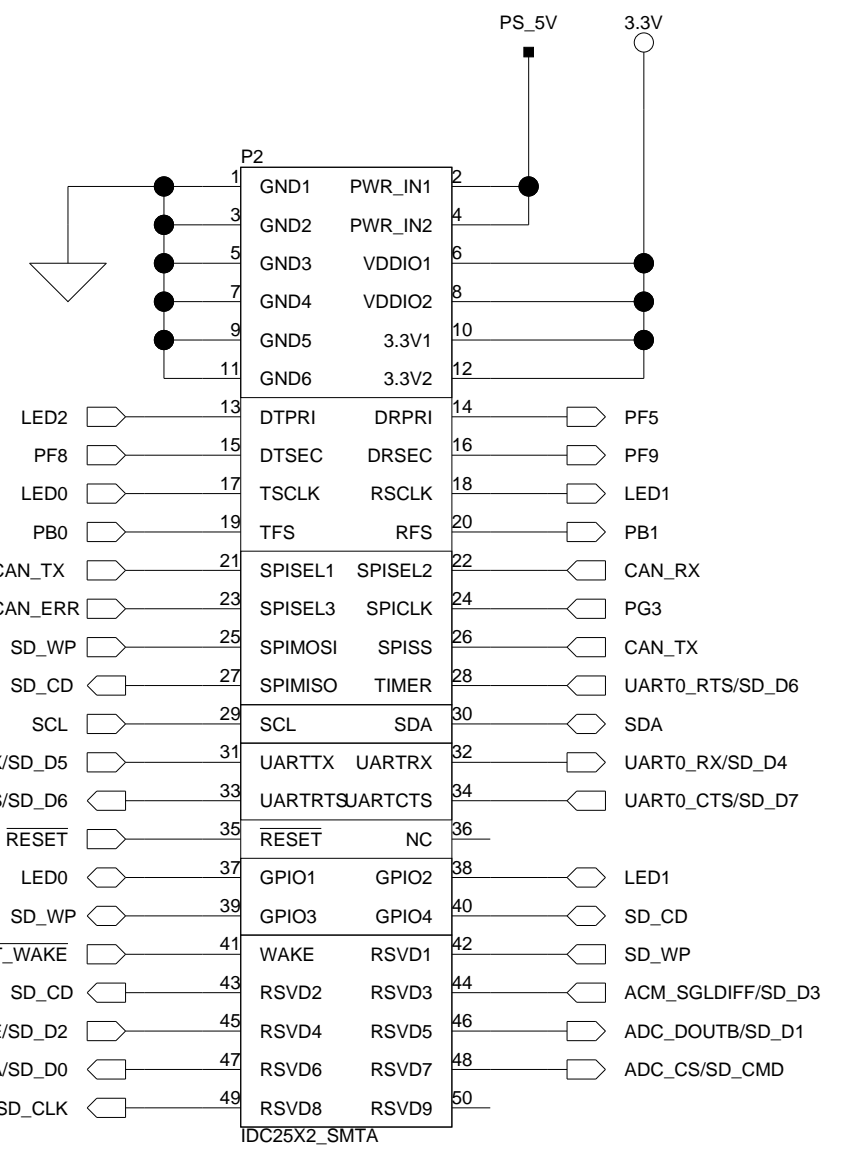 PS_5V 3.3V
P2
1 GND1 PWR_IN1 2
3 GND2 PWR_IN2 4
5 GND3 VDDIO1 6
7 GND4 VDDIO2 8
9 GND5 3.3V1 10
11 GND6 3.3V2 12
LED2 13 DTPRI DRPRI 14 PF5
PF8 15 DTSEC DRSEC 16 PF9
LED0 17 TSCLK RSCLK 18 LED1
PB0 19 TFS RFS 20 PB1
CAN_TX 21 SPISEL1 SPISEL2 22 CAN_RX
CAN_ERR 23 SPISEL3 SPICLK 24 PG3
SD_WP 25 SPIMOSI SPISS 26 CAN_TX
SD_CD 27 SPIMISO TIMER 28 UART0_RTS/SD_D6
SCL 29 SCL SDA 30 SDA
/SD_D5 31 UARTTX UARTRX 32 UART0_RX/SD_D4
/SD_D6 33 UARTRTS UARTCTS 34 UART0_CTS/SD_D7
RESET 35 RESET NC 36
LED0 37 GPIO1 GPIO2 38 LED1
SD_WP 39 GPIO3 GPIO4 40 SD_CD
_WAKE 41 WAKE RSVD1 42 SD_WP
SD_CD 43 RSVD2 RSVD3 44 ACM_SGLDIFF/SD_D3
/SD_D2 45 RSVD4 RSVD5 46 ADC_DOUTB/SD_D1
/SD_D0 47 RSVD6 RSVD7 48 ADC_CS/SD_CMD
SD_CLK 49 RSVD8 RSVD9 50
IDC25X2_SMTA